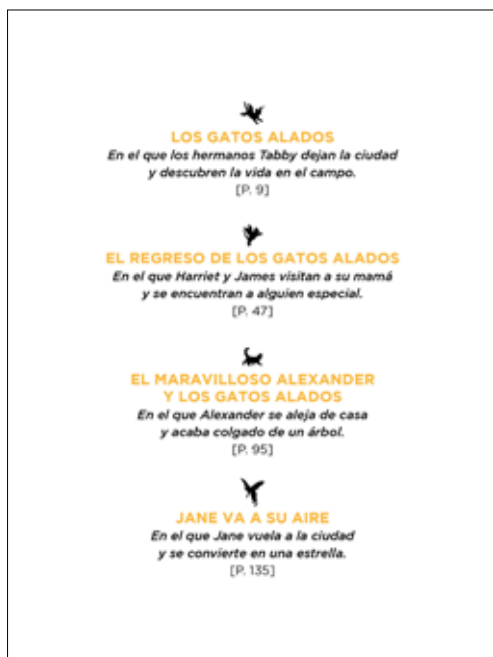 LOS GATOS ALADOS
En el que los hermanos Tabby dejan la ciudad
y descubren la vida en el campo.
[P. 9]
EL REGRESO DE LOS GATOS ALADOS
En el que Harriet y James visitan a su mamá
y se encuentran a alguien especial.
[P. 47]
EL MARAVILLOSO ALEXANDER
Y LOS GATOS ALADOS
En el que Alexander se aleja de casa
y acaba colgado de un árbol.
[P. 95]
JANE VA A SU AIRE
En el que Jane vuela a la ciudad
y se convierte en una estrella.
[P. 135]